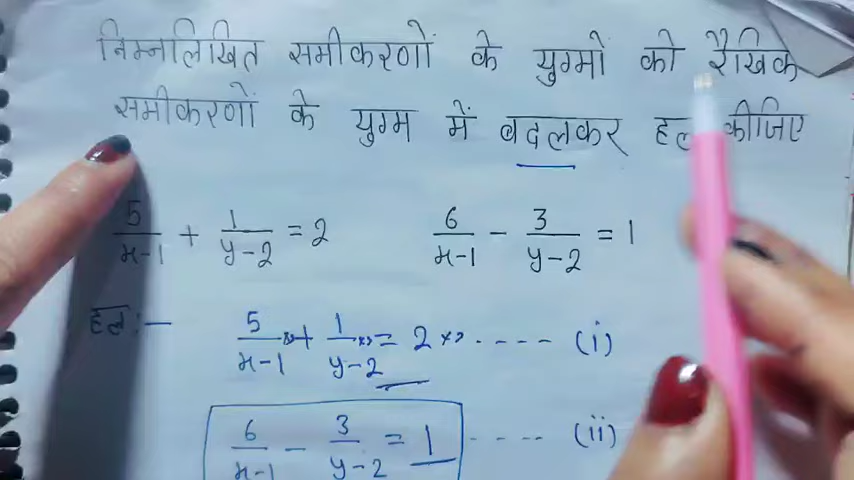 निम्नलिखित समीकरणों के युग्मों को रैखिक
समीकरणों के युग्म में बदलकर हल कीजिए
5/x-1 + 1/y-2 = 2    6/x-1 - 3/y-2 = 1
हल:- 5/x-1 + 1/y-2 = 2 ---- (i)
6/x-1 - 3/y-2 = 1 ---- (ii)